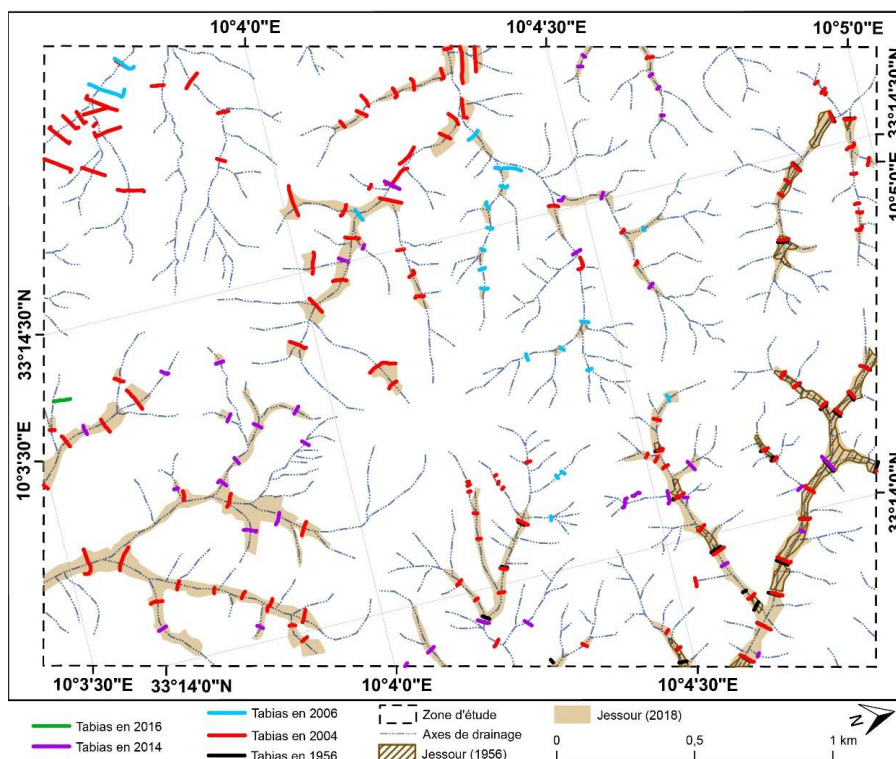 10°4'0"E 10°4'30"E 10°5'0"E
33°14'30"N
10°5'0"E
33°14'30"N
10°3'30"E
33°14'0"N
10°3'30"E 33°14'0"N 10°4'0"E 10°4'30"E
Tabias en 2016
Tabias en 2014
Tabias en 2006
Tabias en 2004
Tabias en 1956
Zone d'étude
Axes de drainage
Jessour (1956)
Jessour (2018)
0 0,5 1 km
N